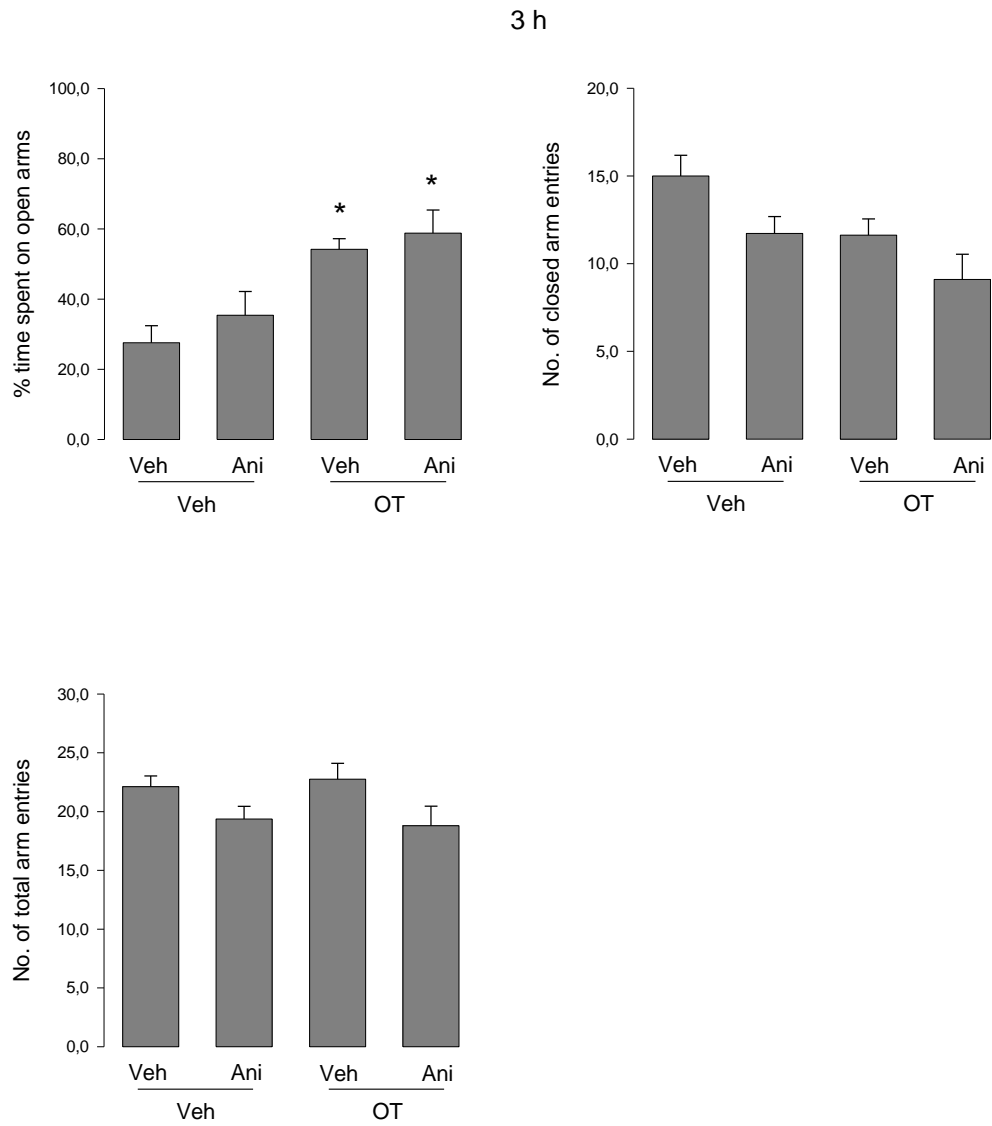 3 h
% time spent on open arms
100,0
80,0
60,0
40,0
20,0
0,0
*
*
Veh Ani Veh Ani
Veh OT
No. of closed arm entries
20,0
15,0
10,0
5,0
0,0
Veh Ani Veh Ani
Veh OT
No. of total arm entries
30,0
25,0
20,0
15,0
10,0
5,0
0,0
Veh Ani Veh Ani
Veh OT